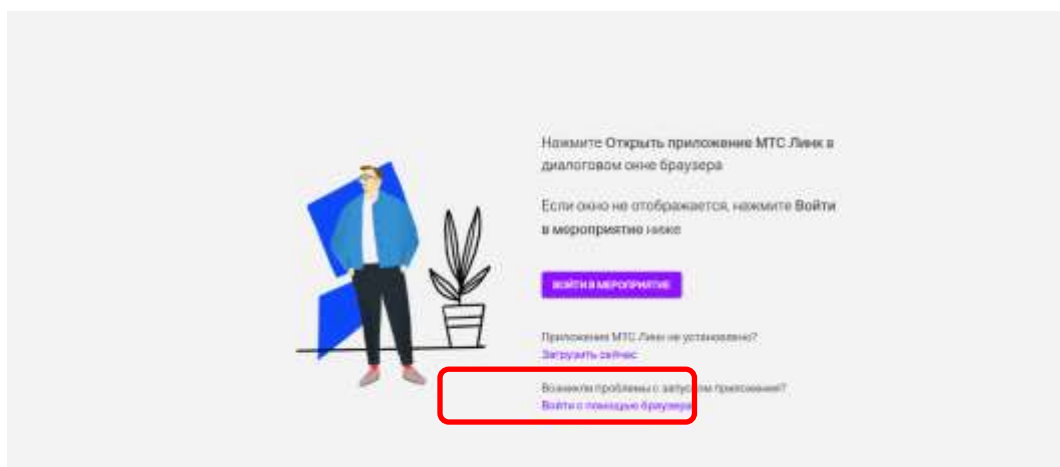 Нажмите Открыть приложение МТС Линк в
диалоговом окне браузера
Если окно не отображается, нажмите Войти
в мероприятие ниже
ВОЙТИ В МЕРОПРИЯТИЕ
Приложение МТС Линк не установлено?
Загрузить сейчас
Возникли проблемы с запуском приложения?
Войти с помощью браузера